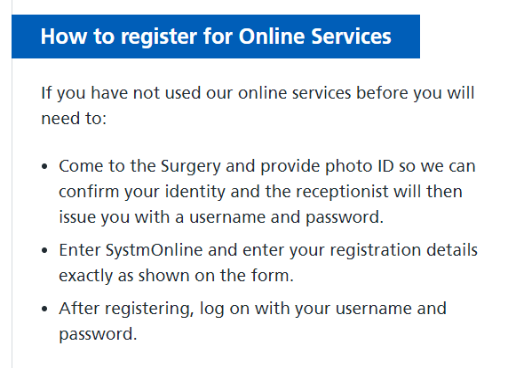 How to register for Online Services
If you have not used our online services before you will
need to:
• Come to the Surgery and provide photo ID so we can
confirm your identity and the receptionist will then
issue you with a username and password.
• Enter SystmOnline and enter your registration details
exactly as shown on the form.
• After registering, log on with your username and
password.